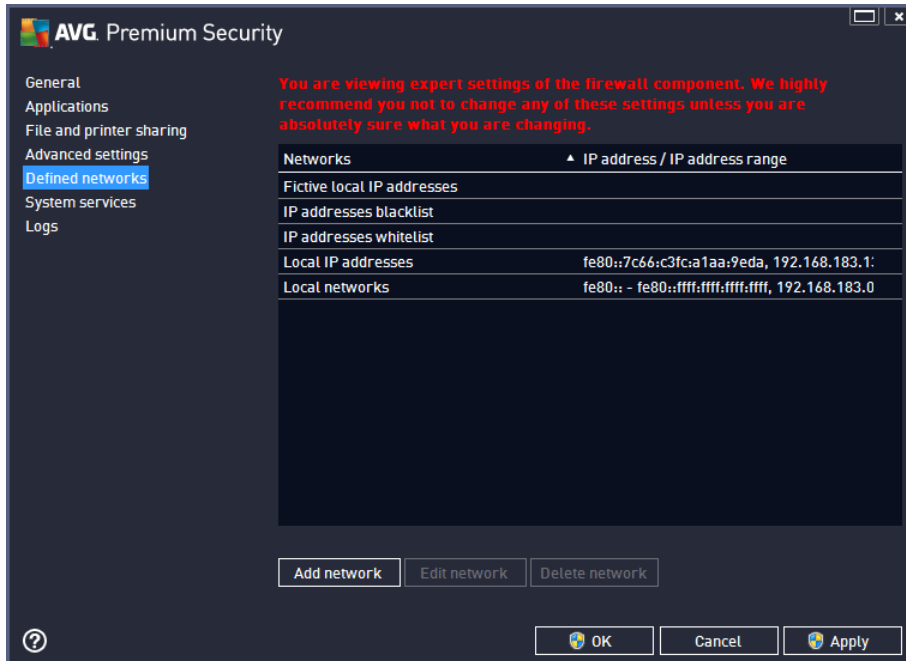 AVG. Premium Security
General
Applications
File and printer sharing
Advanced settings
Defined networks
System services
Logs
You are viewing expert settings of the firewall component. We highly
recommend you not to change any of these settings unless you are
absolutely sure what you are changing.
Networks IP address / IP address range
Fictive local IP addresses
IP addresses blacklist
IP addresses whitelist
Local IP addresses fe80::7c66:c3fc:a1aa:9eda, 192.168.183.1
Local networks fe80:: - fe80::ffff:ffff:ffff:ffff, 192.168.183.0
Add network Edit network Delete network
OK Cancel Apply